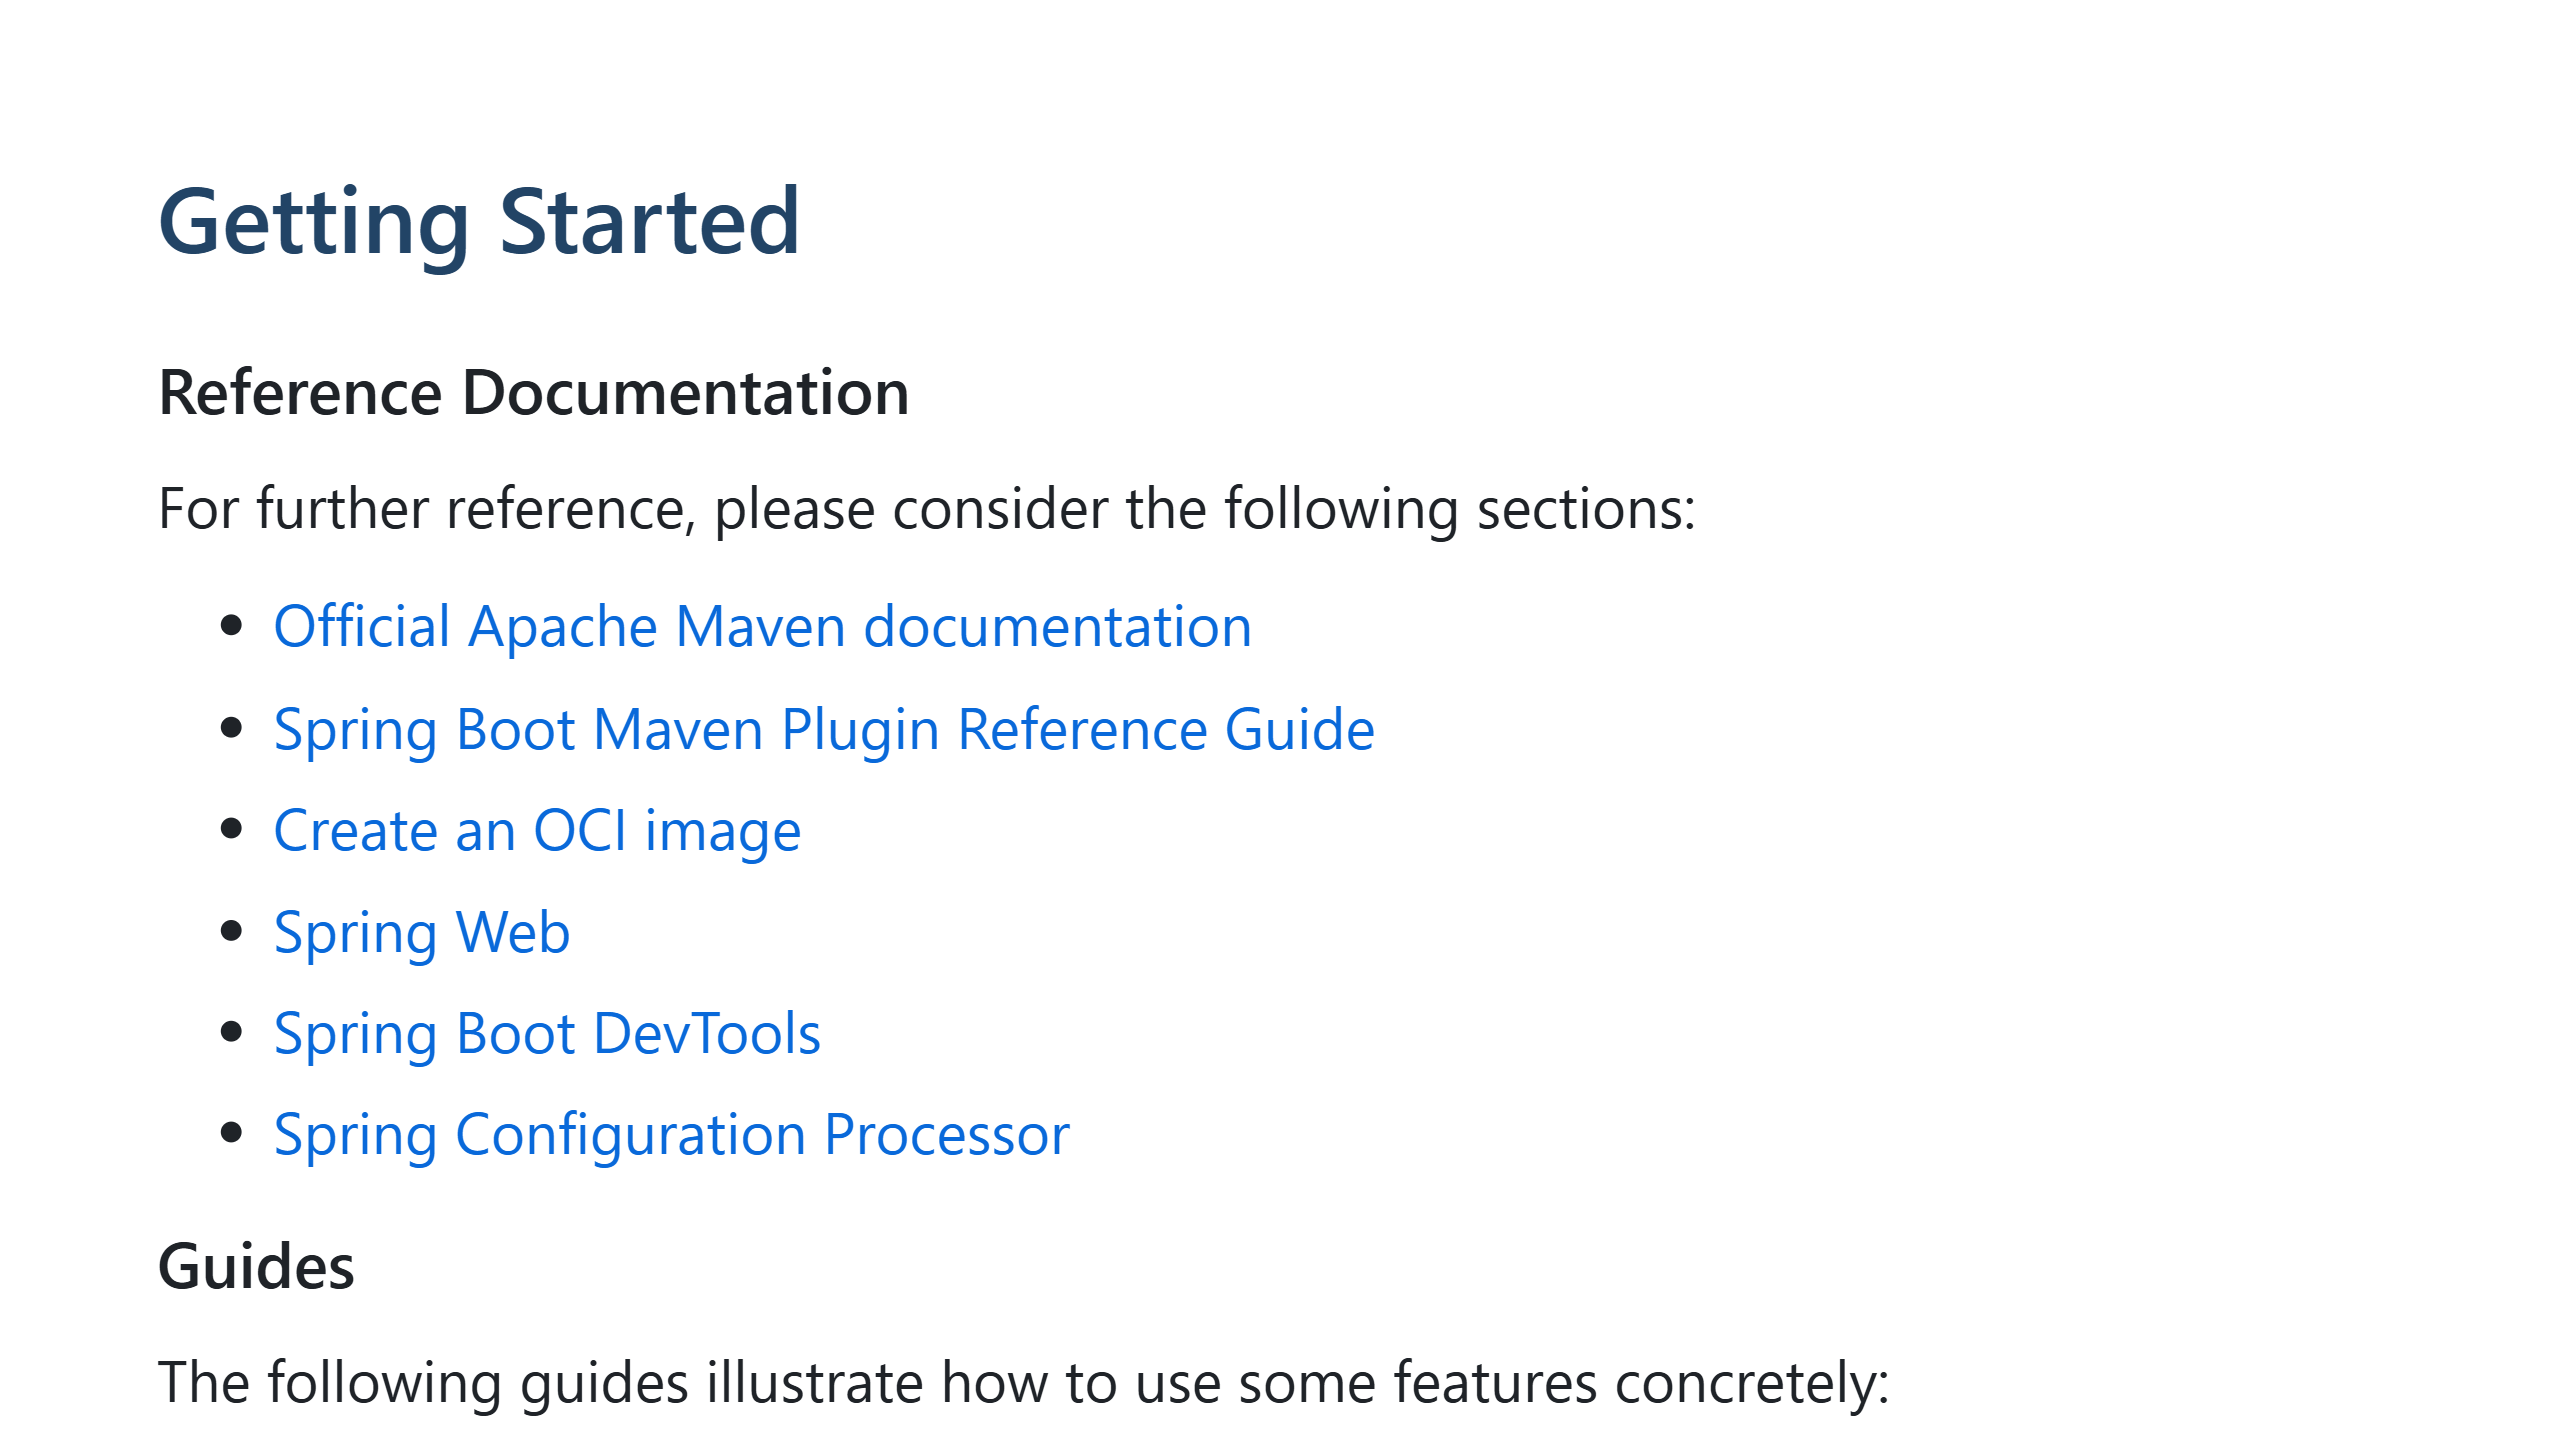 Getting Started
Reference Documentation
For further reference, please consider the following sections:
• Official Apache Maven documentation
• Spring Boot Maven Plugin Reference Guide
• Create an OCI image
• Spring Web
• Spring Boot DevTools
• Spring Configuration Processor
Guides
The following guides illustrate how to use some features concretely: